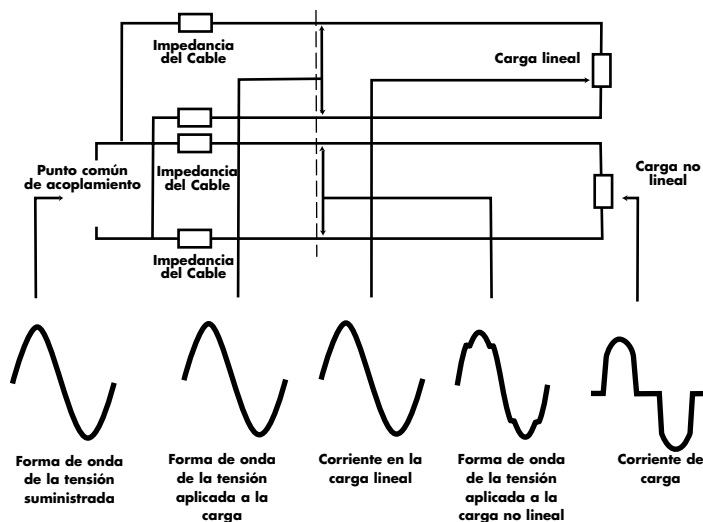 Impedancia
del Cable
Carga lineal
Punto común
de acoplamiento
Impedancia
del Cable
Carga no
lineal
Impedancia
del Cable
Forma de onda
de la tensión
suministrada
Forma de onda
de la tensión
aplicada a la
carga
Corriente en la
carga lineal
Forma de onda
de la tensión
aplicada a la
carga no lineal
Corriente de
carga